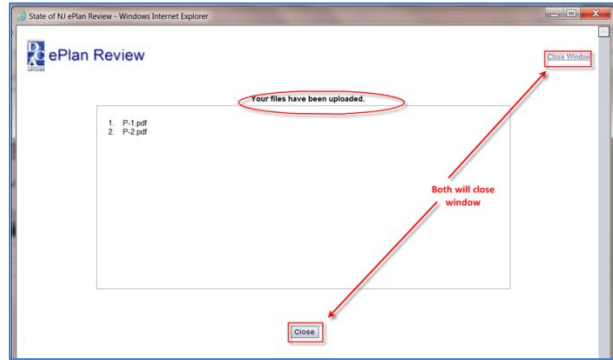 State of NJ ePlan Review - Windows Internet Explorer
ePlan Review
Close Window
Your files have been uploaded.
1. P-1.pdf
2. P-2.pdf
Both will close
window
Close